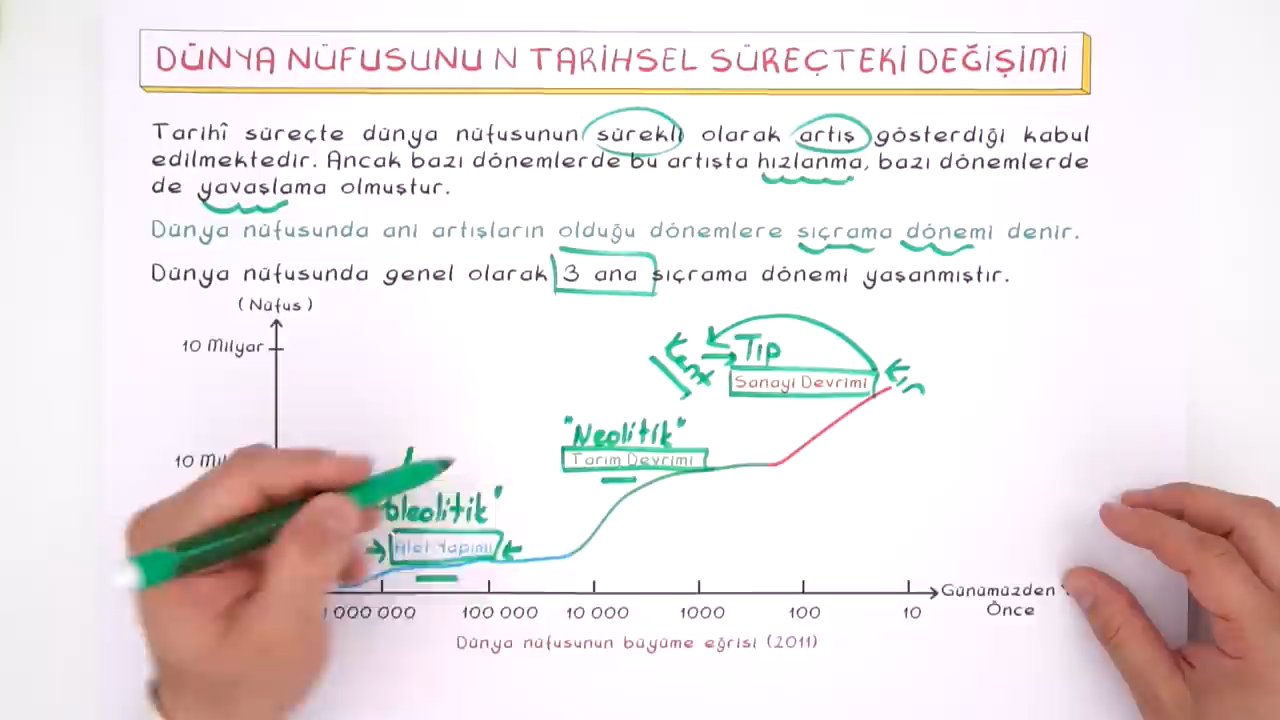 DÜNYA NÜFUSUNUN TARİHSEL SÜREÇTEKİ DEĞİŞİMİ
Tarihî süreçte dünya nüfusunun sürekli olarak artış gösterdiği kabul
edilmektedir. Ancak bazı dönemlerde bu artışta hızlanma, bazı dönemlerde
de yavaşlama olmuştur.
Dünya nüfusunda ani artışların olduğu dönemlere sıçrama dönemi denir.
Dünya nüfusunda genel olarak 3 ana sıçrama dönemi yaşanmıştır.
(Nüfus)
10 Milyar
Tıp
Sanayi Devrimi
"Neolitik"
Tarım Devrimi
10
Alet Yapımı
1 000 000 100 000 10 000 1000 100 10
Günümüzden
Önce
Dünya nüfusunun büyüme eğrisi (2011)